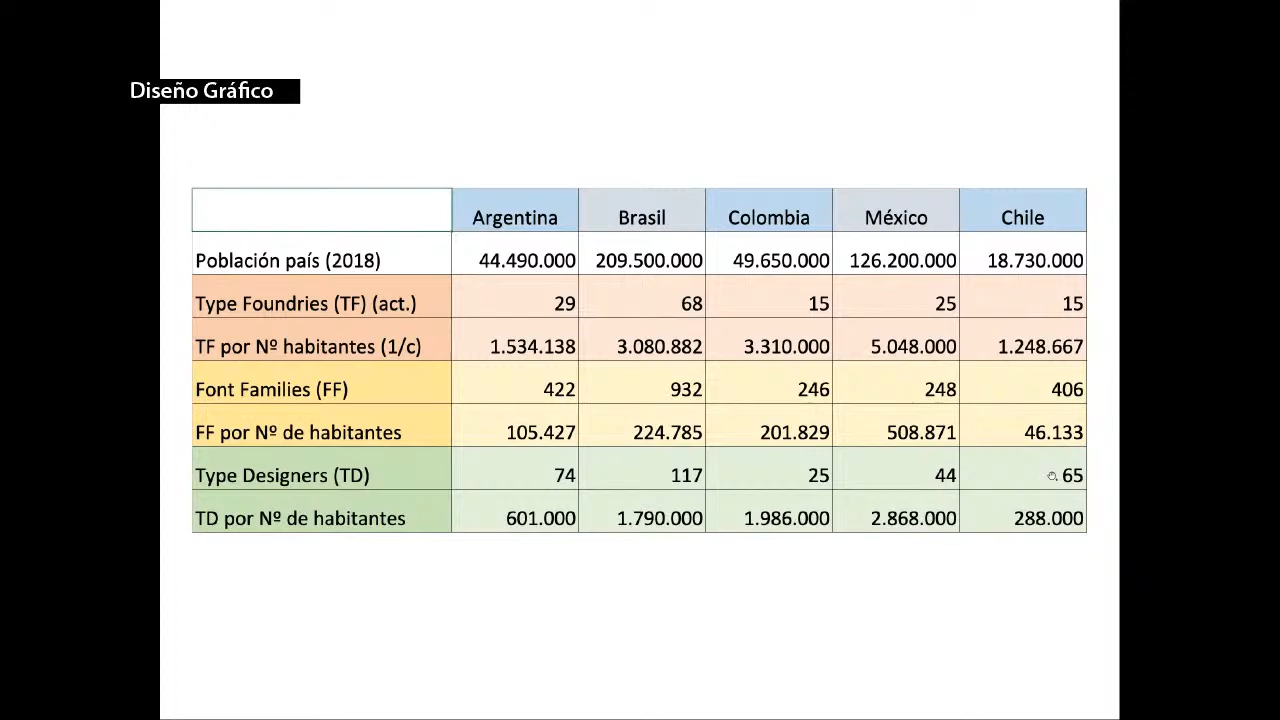 Diseño Gráfico
Argentina Brasil Colombia México Chile
Población país (2018) 44.490.000 209.500.000 49.650.000 126.200.000 18.730.000
Type Foundries (TF) (act.) 29 68 15 25 15
TF por Nº habitantes (1/c) 1.534.138 3.080.882 3.310.000 5.048.000 1.248.667
Font Families (FF) 422 932 246 248 406
FF por Nº de habitantes 105.427 224.785 201.829 508.871 46.133
Type Designers (TD) 74 117 25 44 65
TD por Nº de habitantes 601.000 1.790.000 1.986.000 2.868.000 288.000